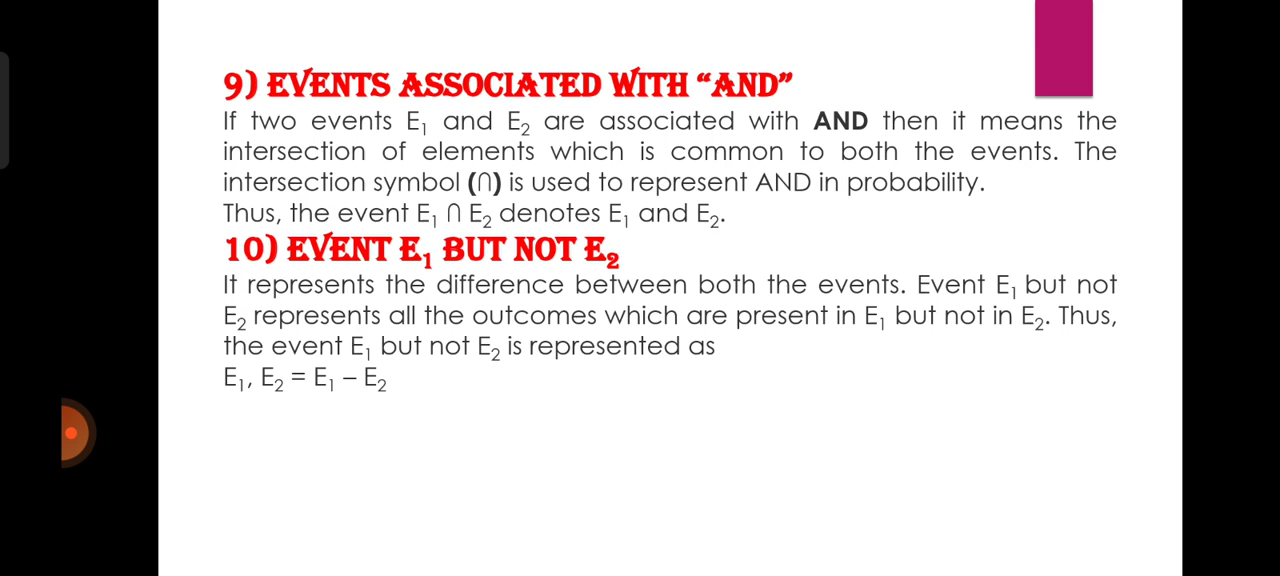 9) EVENTS ASSOCIATED WITH “AND”
If two events E₁ and E₂ are associated with AND then it means the
intersection of elements which is common to both the events. The
intersection symbol (∩) is used to represent AND in probability.
Thus, the event E₁ ∩ E₂ denotes E₁ and E₂.
10) EVENT E₁ BUT NOT E₂
It represents the difference between both the events. Event E₁ but not
E₂ represents all the outcomes which are present in E₁ but not in E₂. Thus,
the event E₁ but not E₂ is represented as
E₁, E₂ = E₁ – E₂